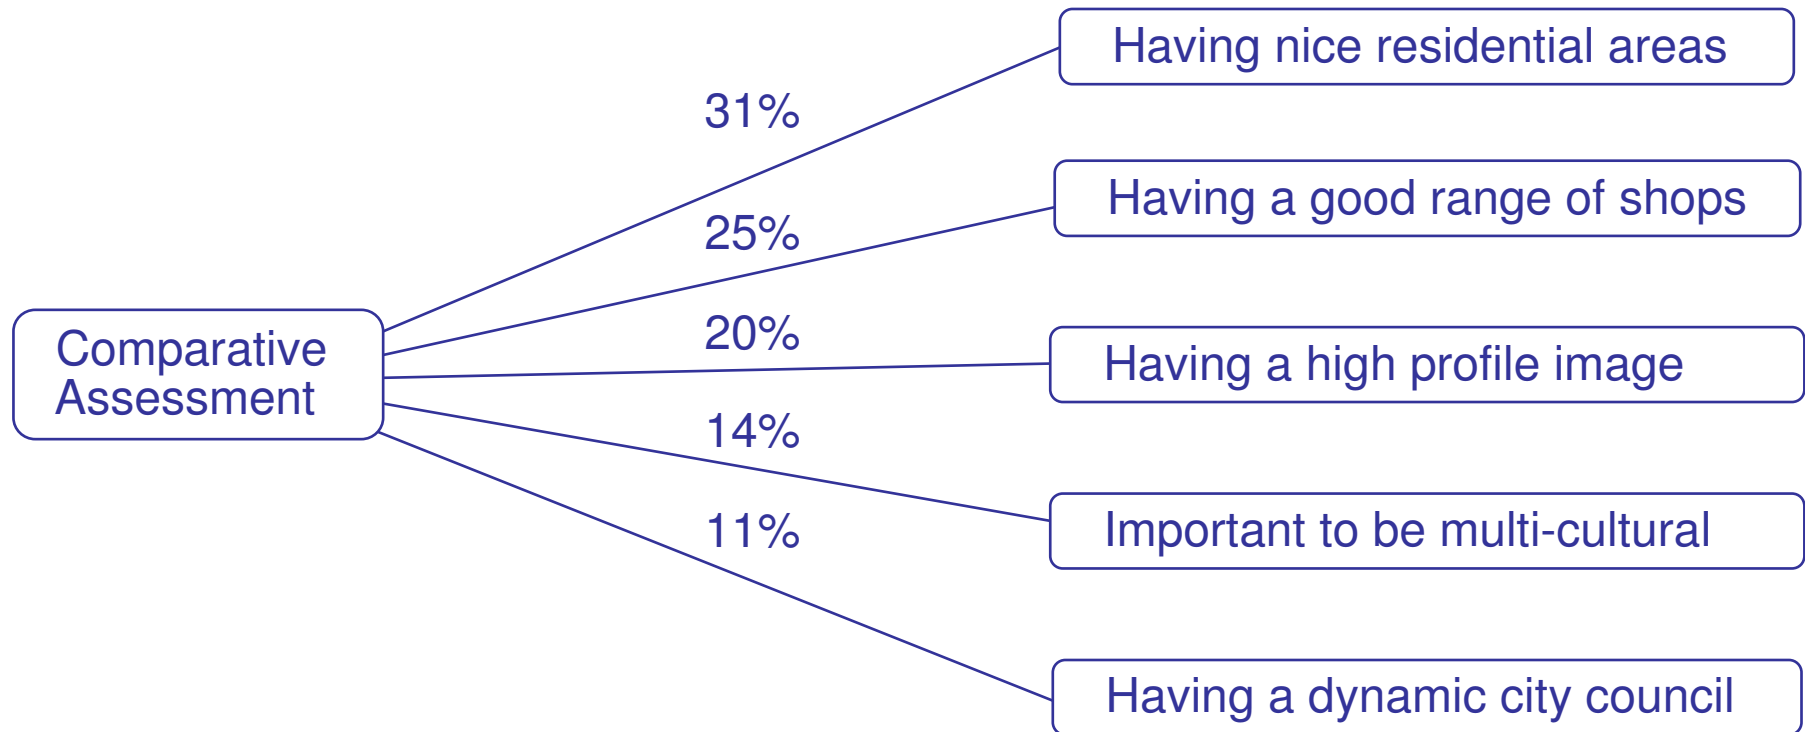 Having nice residential areas
31%
Having a good range of shops
25%
20%
Comparative
Assessment
Having a high profile image
14%
Important to be multi-cultural
11%
Having a dynamic city council